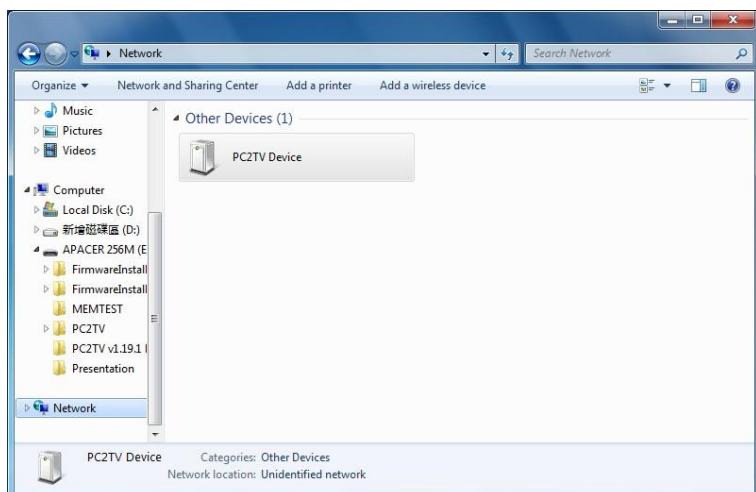 Network
Search Network
Organize
Network and Sharing Center
Add a printer
Add a wireless device
Music
Pictures
Videos
Computer
Local Disk (C:)
新增磁碟區 (D:)
APACER 256M (E
FirmwareInstall
FirmwareInstall
MEMTEST
PC2TV
PC2TV v1.19.1
Presentation
Network
Other Devices (1)
PC2TV Device
PC2TV Device
Categories: Other Devices
Network location: Unidentified network